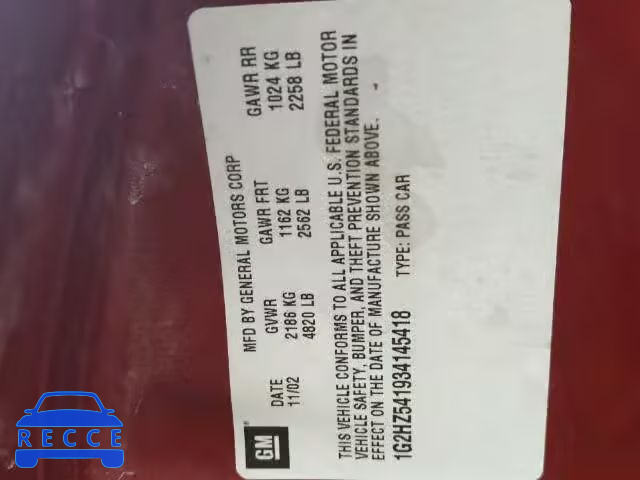 MFD BY GENERAL MOTORS CORP
DATE GVWR GAWR FRT GAWR RR
11/02 2186 KG 1162 KG 1024 KG
4820 LB 2562 LB 2258 LB
GM
THIS VEHICLE CONFORMS TO ALL APPLICABLE U.S. FEDERAL MOTOR
VEHICLE SAFETY, BUMPER, AND THEFT PREVENTION STANDARDS IN
EFFECT ON THE DATE OF MANUFACTURE SHOWN ABOVE.
1G2HZ541934145418 TYPE: PASS CAR
RECCE